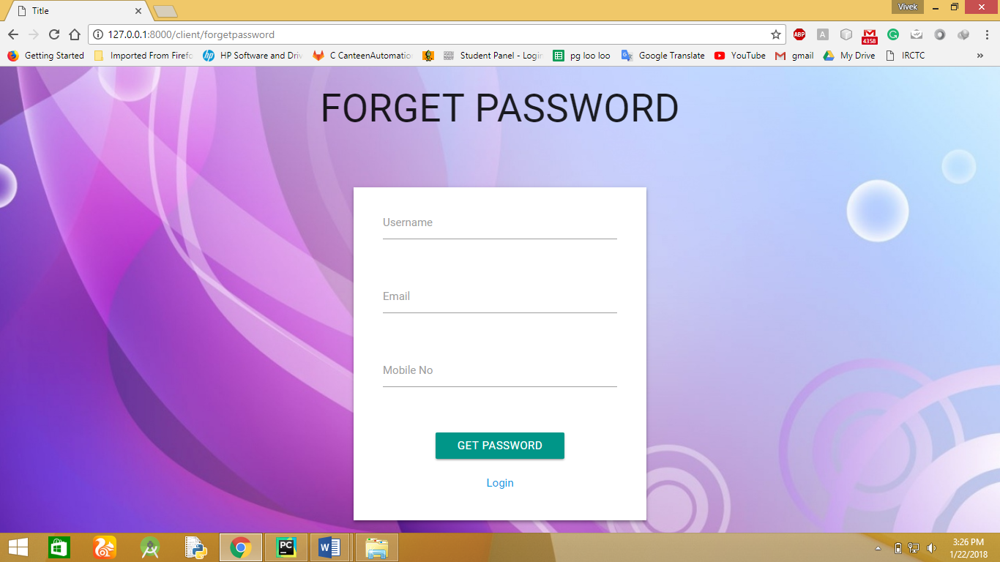 Title
Vivek
127.0.0.1:8000/client/forgetpassword
ABP
A
4358
Getting Started
Imported From Firefo
HP Software and Driv
C CanteenAutomatio
Student Panel - Login
pg loo loo
Google Translate
YouTube
gmail
My Drive
IRCTC
»
FORGET PASSWORD
Username
Email
Mobile No
GET PASSWORD
Login
PC
W
3:26 PM
1/22/2018